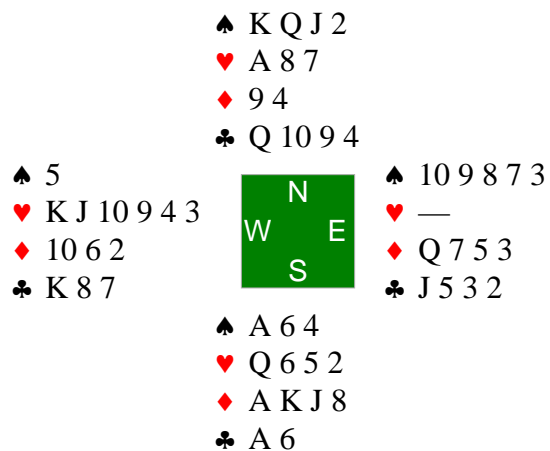 ♠ K Q J 2
♥ A 8 7
♦ 9 4
♣ Q 10 9 4
♠ 5
♥ K J 10 9 4 3
♦ 10 6 2
♣ K 8 7
N
W E
S
♠ 10 9 8 7 3
♥ —
♦ Q 7 5 3
♣ J 5 3 2
♠ A 6 4
♥ Q 6 5 2
♦ A K J 8
♣ A 6